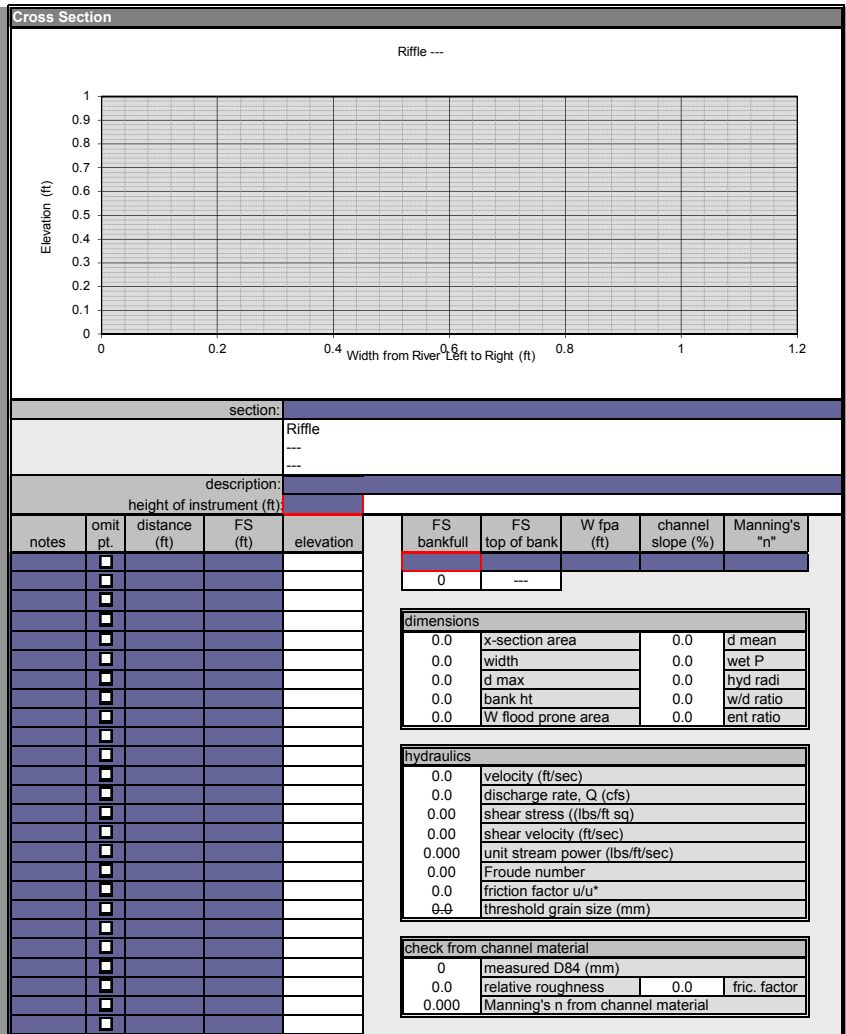 Cross Section
Riffle ---
1
0.9
0.8
0.7
0.6
0.5
0.4
0.3
0.2
0.1
0
Elevation (ft)
0 0.2 0.4 0.6 0.8 1 1.2
Width from River Left to Right (ft)
section:
Riffle
---
---
description:
height of instrument (ft):
notes omit pt. distance (ft) FS (ft) elevation
FS bankfull FS top of bank W fpa (ft) channel slope (%) Manning's "n"
0 ---
dimensions
0.0 x-section area 0.0 d mean
0.0 width 0.0 wet P
0.0 d max 0.0 hyd radi
0.0 bank ht 0.0 w/d ratio
0.0 W flood prone area 0.0 ent ratio
hydraulics
0.0 velocity (ft/sec)
0.0 discharge rate, Q (cfs)
0.00 shear stress ((lbs/ft sq)
0.00 shear velocity (ft/sec)
0.000 unit stream power (lbs/ft/sec)
0.00 Froude number
0.0 friction factor u/u*
0.0 threshold grain size (mm)
check from channel material
0 measured D84 (mm)
0.0 relative roughness 0.0 fric. factor
0.000 Manning's n from channel material